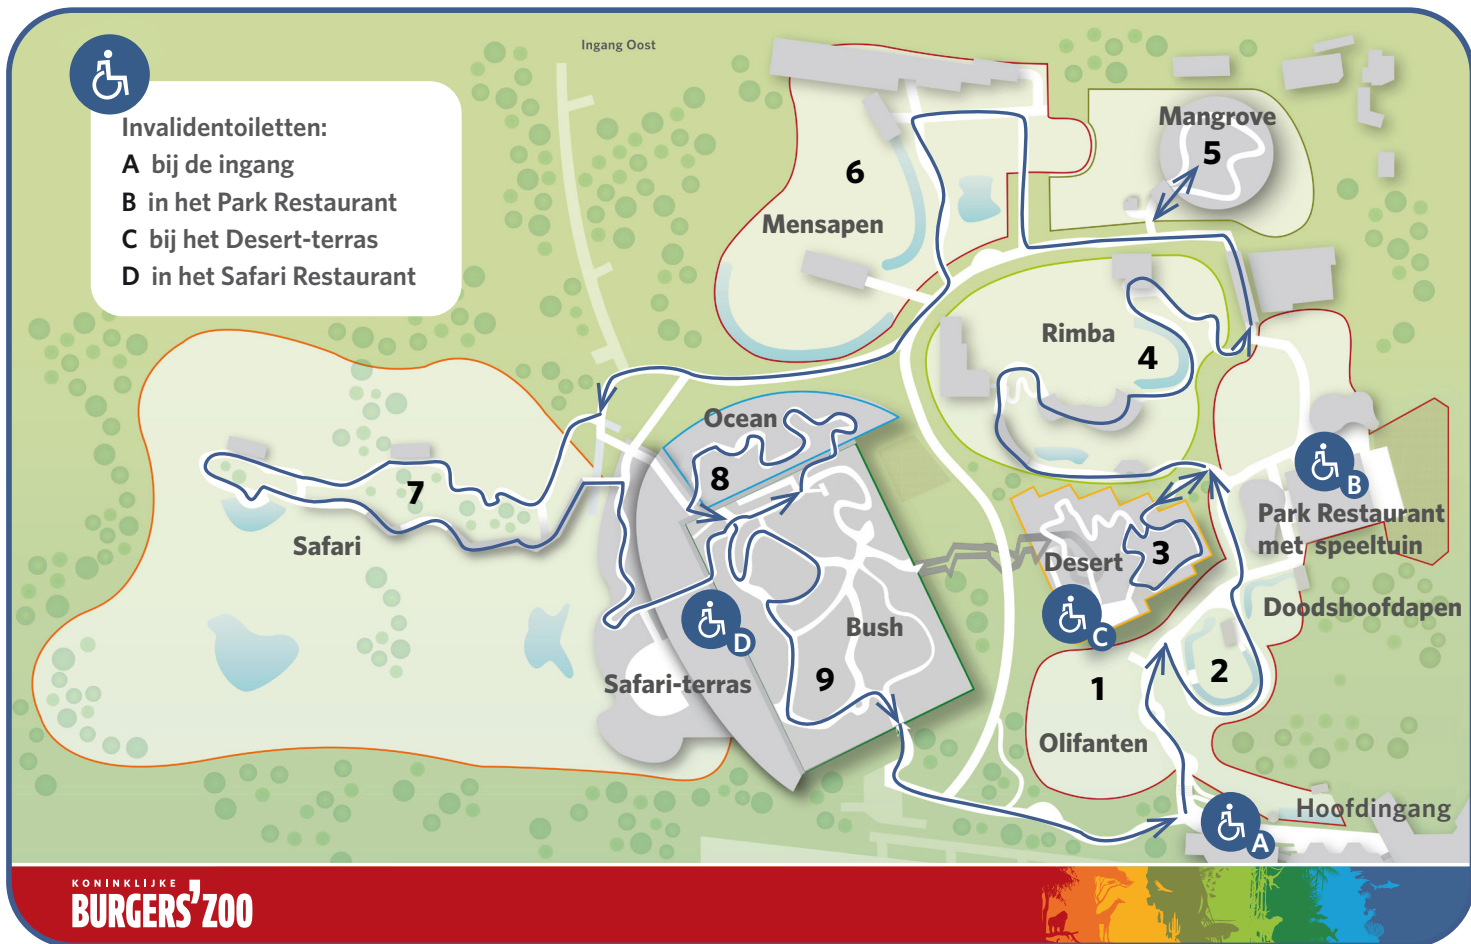 Ingang Oost
Invalidentoiletten:
A bij de ingang
B in het Park Restaurant
C bij het Desert-terras
D in het Safari Restaurant
Mangrove
5
6
Mensapen
Rimba
4
Ocean
8
7
Safari
B
Park Restaurant
met speeltuin
Desert
3
Doodshoofdapen
C
D
Bush
9
Safari-terras
1
2
Olifanten
Hoofdingang
A
KONINKLIJKE
BURGERS'ZOO